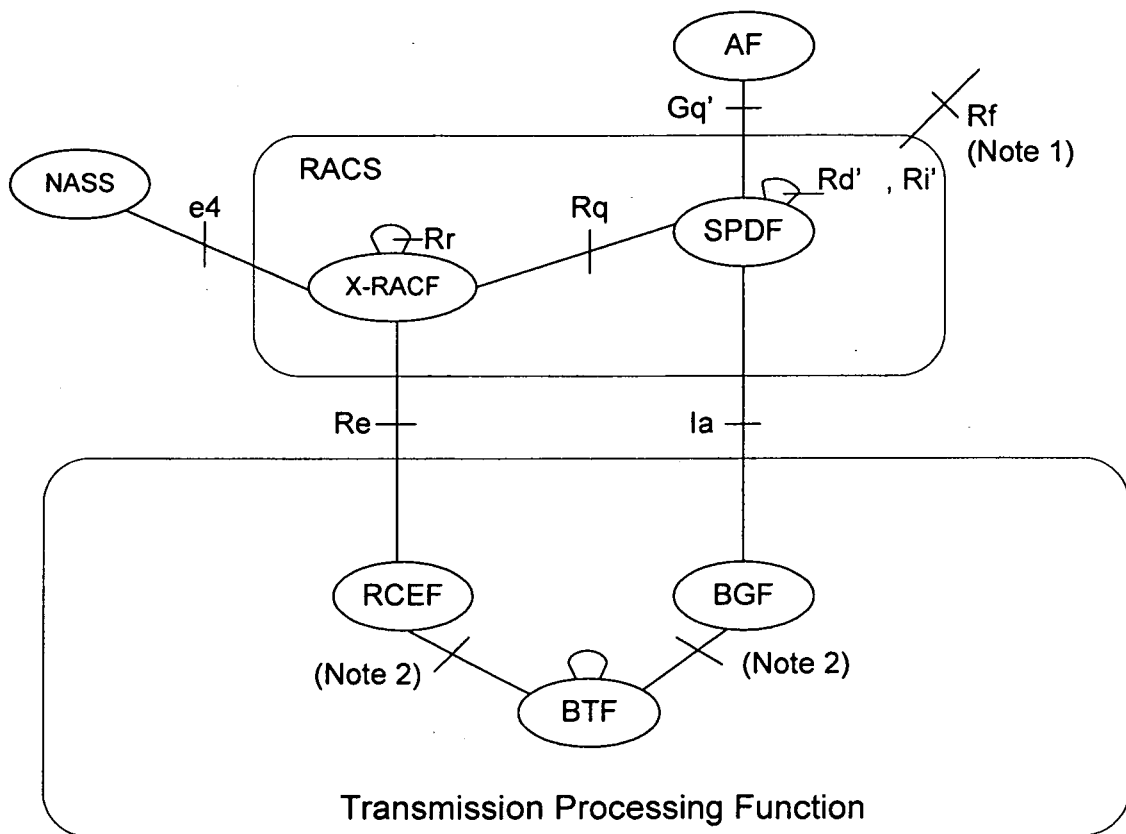 AF
Gq'
Rf
(Note 1)
RACS
NASS
e4
Rq
Rd' , Ri'
SPDF
Rr
X-RACF
Re
Ia
RCEF
BGF
(Note 2)
(Note 2)
BTF
Transmission Processing Function